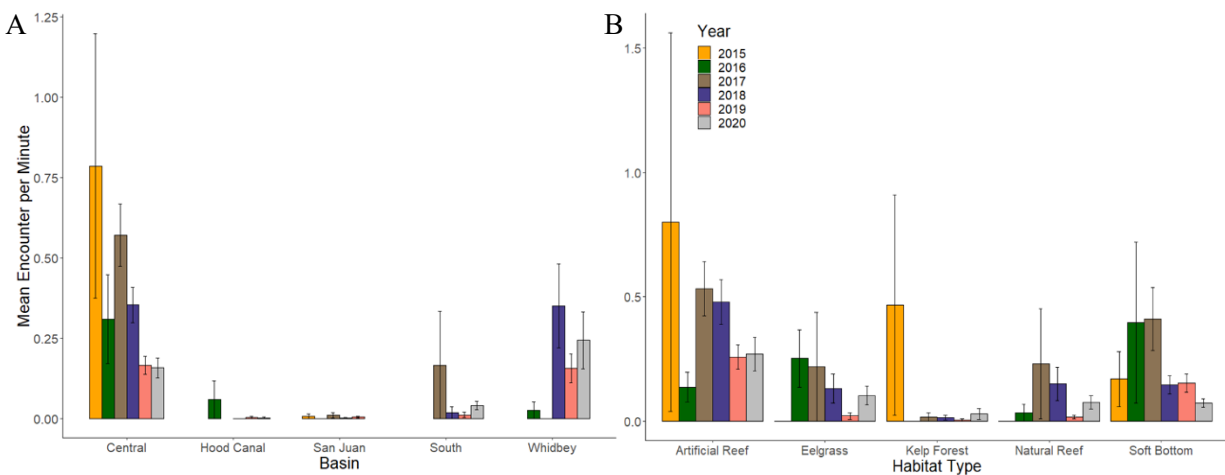 A
Mean Encounter per Minute
1.25
1.00
0.75
0.50
0.25
0.00
Central Hood Canal San Juan South Whidbey
Basin
B
1.5
1.0
0.5
0.0
Year
2015
2016
2017
2018
2019
2020
Artificial Reef Eelgrass Kelp Forest Natural Reef Soft Bottom
Habitat Type